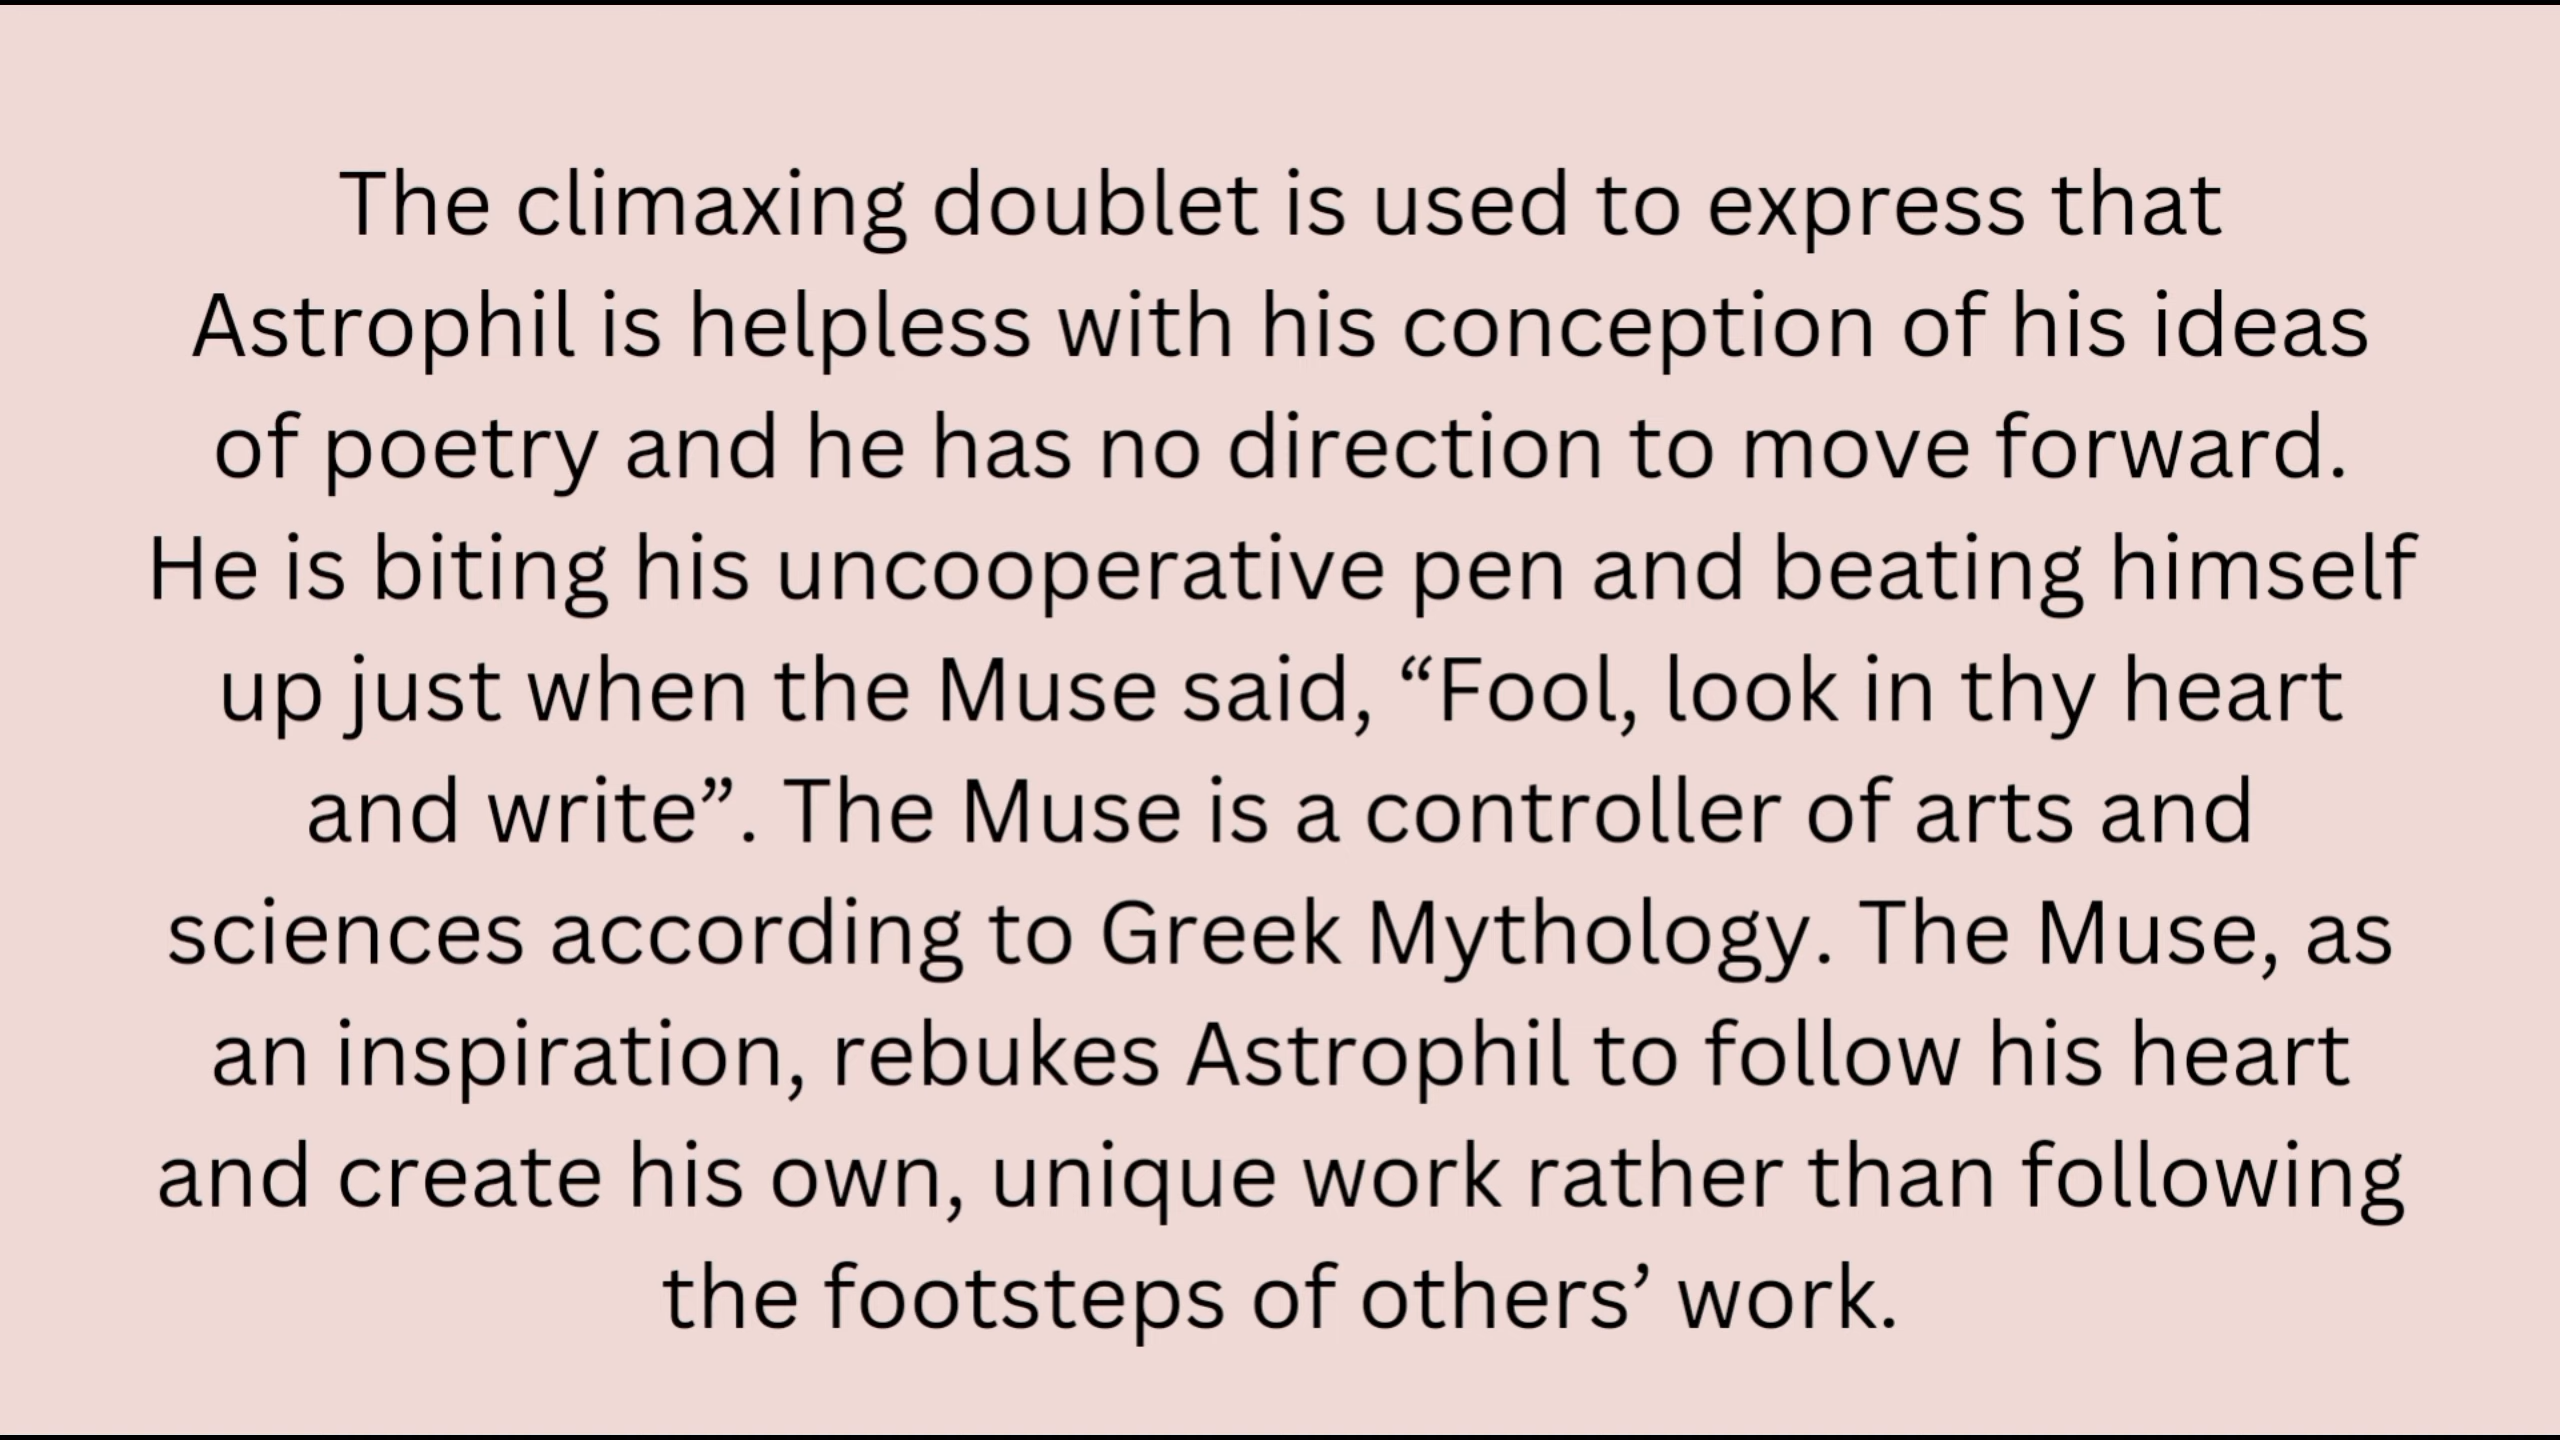 The climaxing doublet is used to express that
Astrophil is helpless with his conception of his ideas
of poetry and he has no direction to move forward.
He is biting his uncooperative pen and beating himself
up just when the Muse said, “Fool, look in thy heart
and write”. The Muse is a controller of arts and
sciences according to Greek Mythology. The Muse, as
an inspiration, rebukes Astrophil to follow his heart
and create his own, unique work rather than following
the footsteps of others’ work.